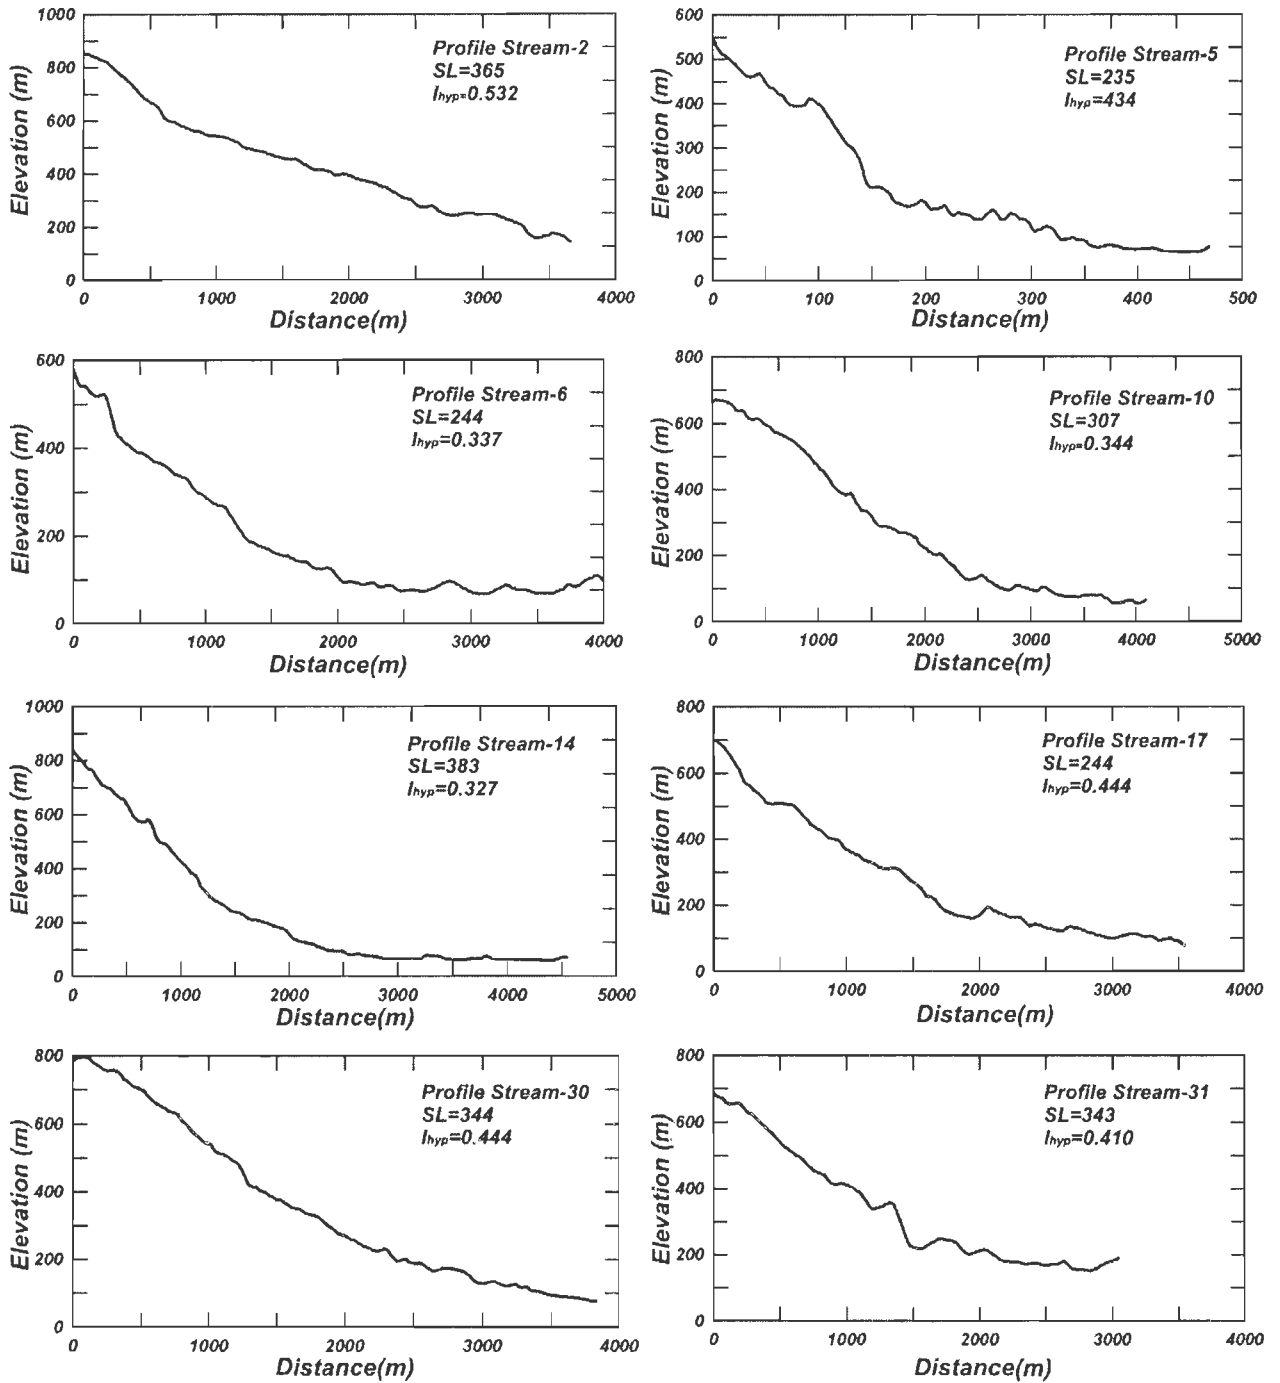 1000
800
600
400
200
0
Elevation (m)
Profile Stream-2
SL=365
Ihyp=0.532
0 1000 2000 3000 4000
Distance(m)
600
500
400
300
200
100
0
Elevation (m)
Profile Stream-5
SL=235
Ihyp=434
0 100 200 300 400 500
Distance(m)
600
400
200
0
Elevation (m)
Profile Stream-6
SL=244
Ihyp=0.337
0 1000 2000 3000 4000
Distance(m)
800
600
400
200
0
Elevation (m)
Profile Stream-10
SL=307
Ihyp=0.344
0 1000 2000 3000 4000 5000
Distance(m)
1000
800
600
400
200
0
Elevation (m)
Profile Stream-14
SL=383
Ihyp=0.327
0 1000 2000 3000 4000 5000
Distance(m)
800
600
400
200
0
Elevation (m)
Profile Stream-17
SL=244
Ihyp=0.444
0 1000 2000 3000 4000
Distance(m)
800
600
400
200
0
Elevation (m)
Profile Stream-30
SL=344
Ihyp=0.444
0 1000 2000 3000 4000
Distance(m)
800
600
400
200
0
Elevation (m)
Profile Stream-31
SL=343
Ihyp=0.410
0 1000 2000 3000 4000
Distance(m)